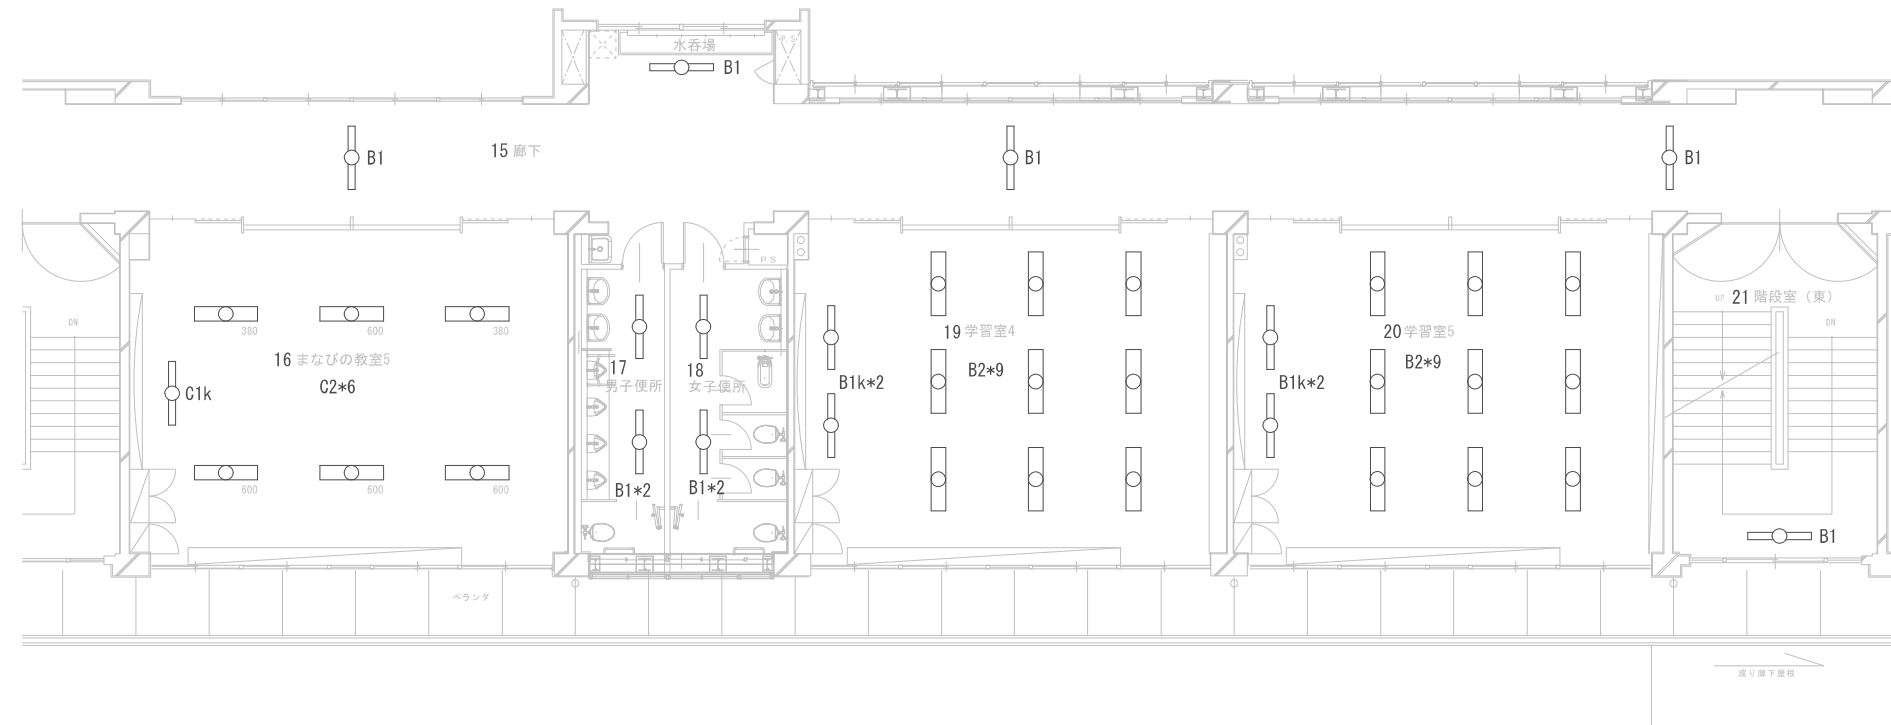 水呑場
P.S
B1
B1
15 廊下
B1
B1
PS
UP 21 階段室（東）
DN
DN
380
600
380
16 まなびの教室5
C2*6
C1k
600
600
600
17
男子便所
B1*2
18
女子便所
B1*2
19 学習室4
B2*9
B1k*2
20 学習室5
B2*9
B1k*2
B1
ベランダ
渡り廊下屋根